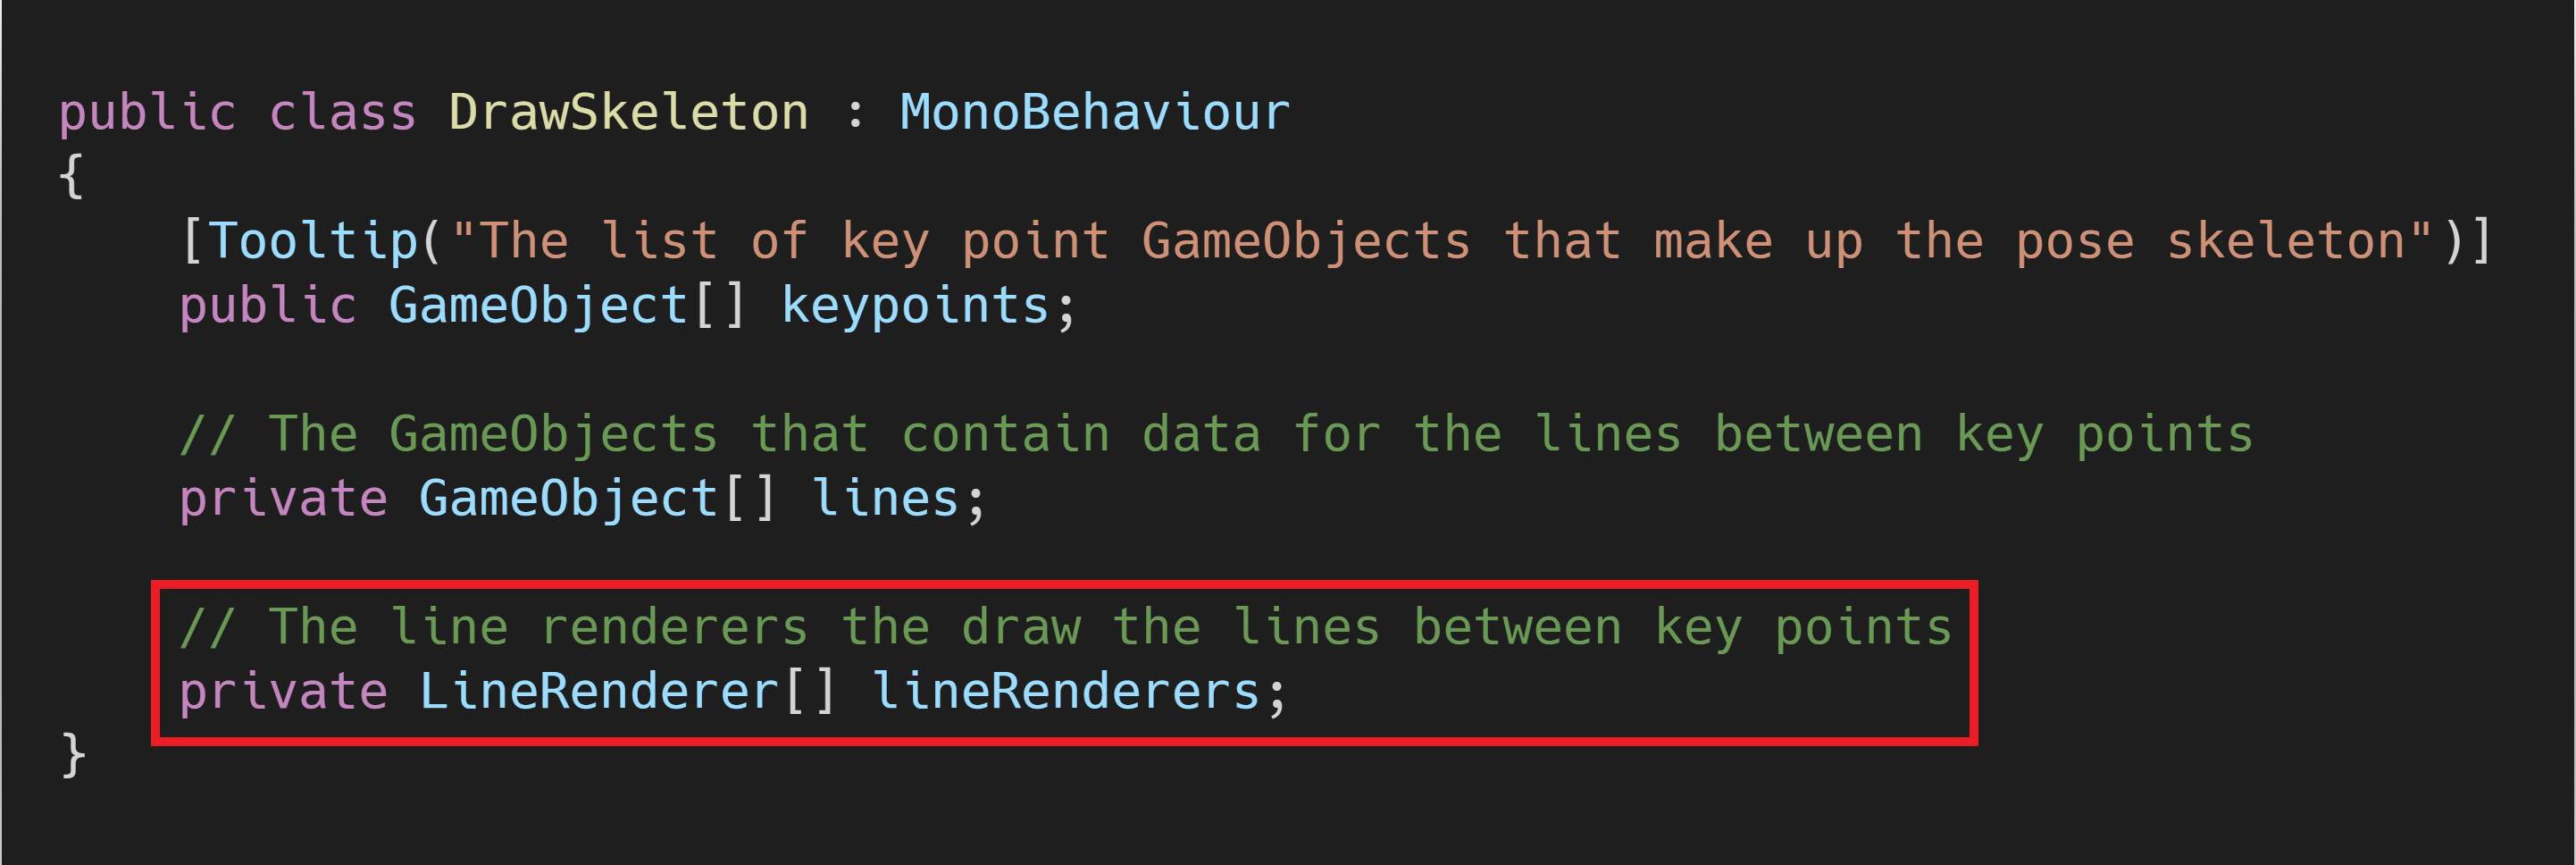 public class DrawSkeleton : MonoBehaviour
{
    [Tooltip("The list of key point GameObjects that make up the pose skeleton")]
    public GameObject[] keypoints;

    // The GameObjects that contain data for the lines between key points
    private GameObject[] lines;

    // The line renderers the draw the lines between key points
    private LineRenderer[] lineRenderers;
}